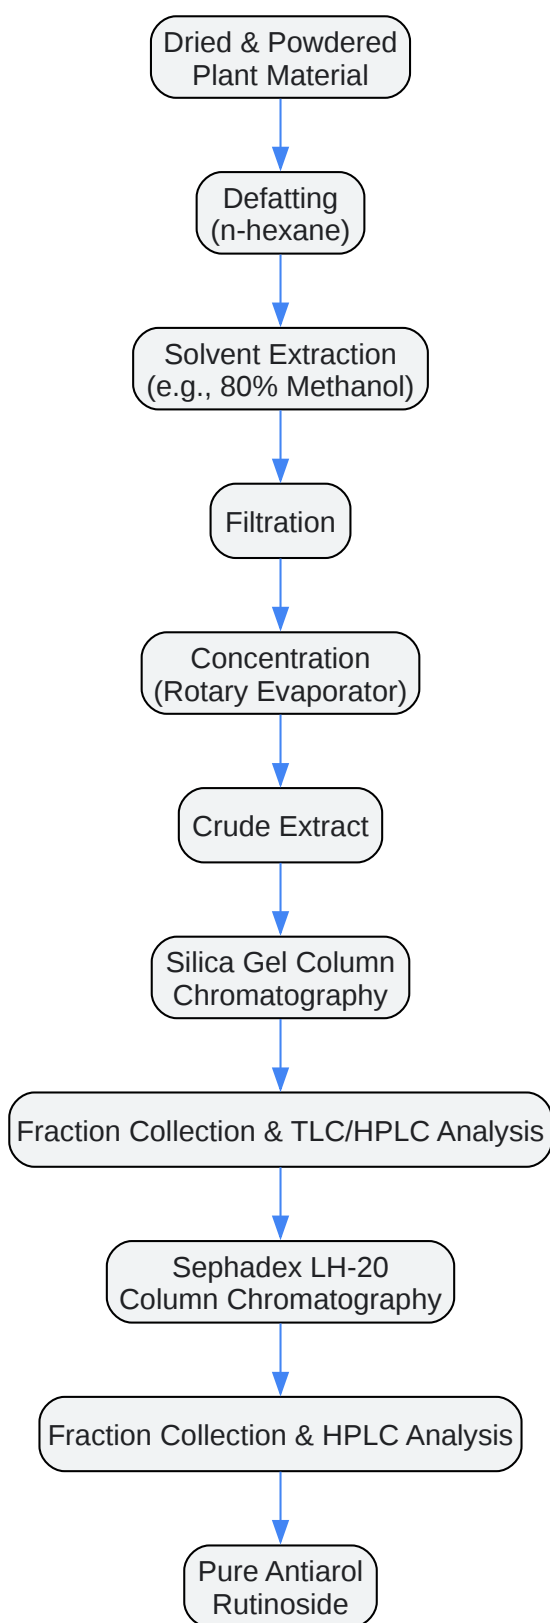 Dried & Powdered
Plant Material
Defatting
(n-hexane)
Solvent Extraction
(e.g., 80% Methanol)
Filtration
Concentration
(Rotary Evaporator)
Crude Extract
Silica Gel Column
Chromatography
Fraction Collection & TLC/HPLC Analysis
Sephadex LH-20
Column Chromatography
Fraction Collection & HPLC Analysis
Pure Antiarol
Rutinoside